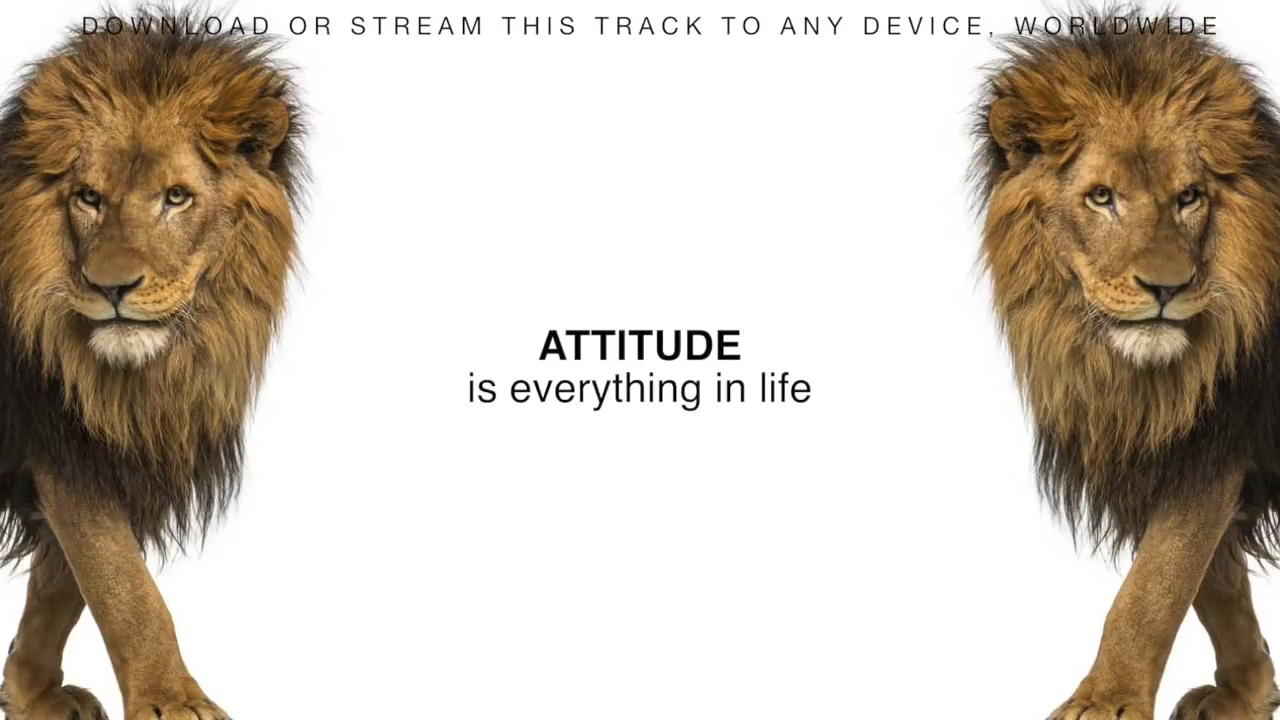 DOWNLOAD OR STREAM THIS TRACK TO ANY DEVICE, WORLDWIDE
ATTITUDE
is everything in life